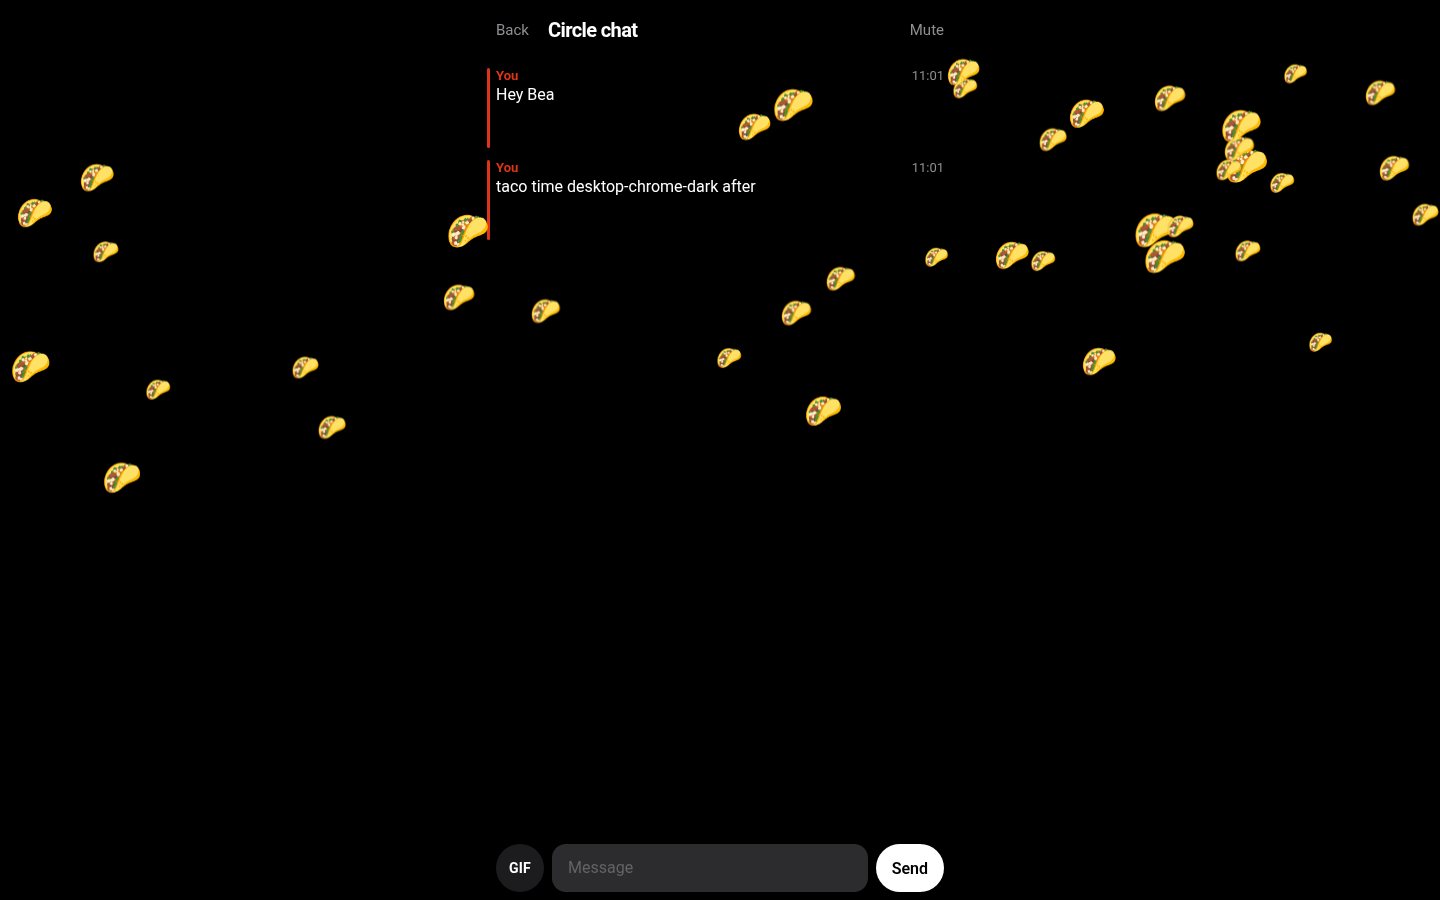 Back Circle chat Mute
You 11:01
Hey Bea
You 11:01
taco time desktop-chrome-dark after
GIF Message Send